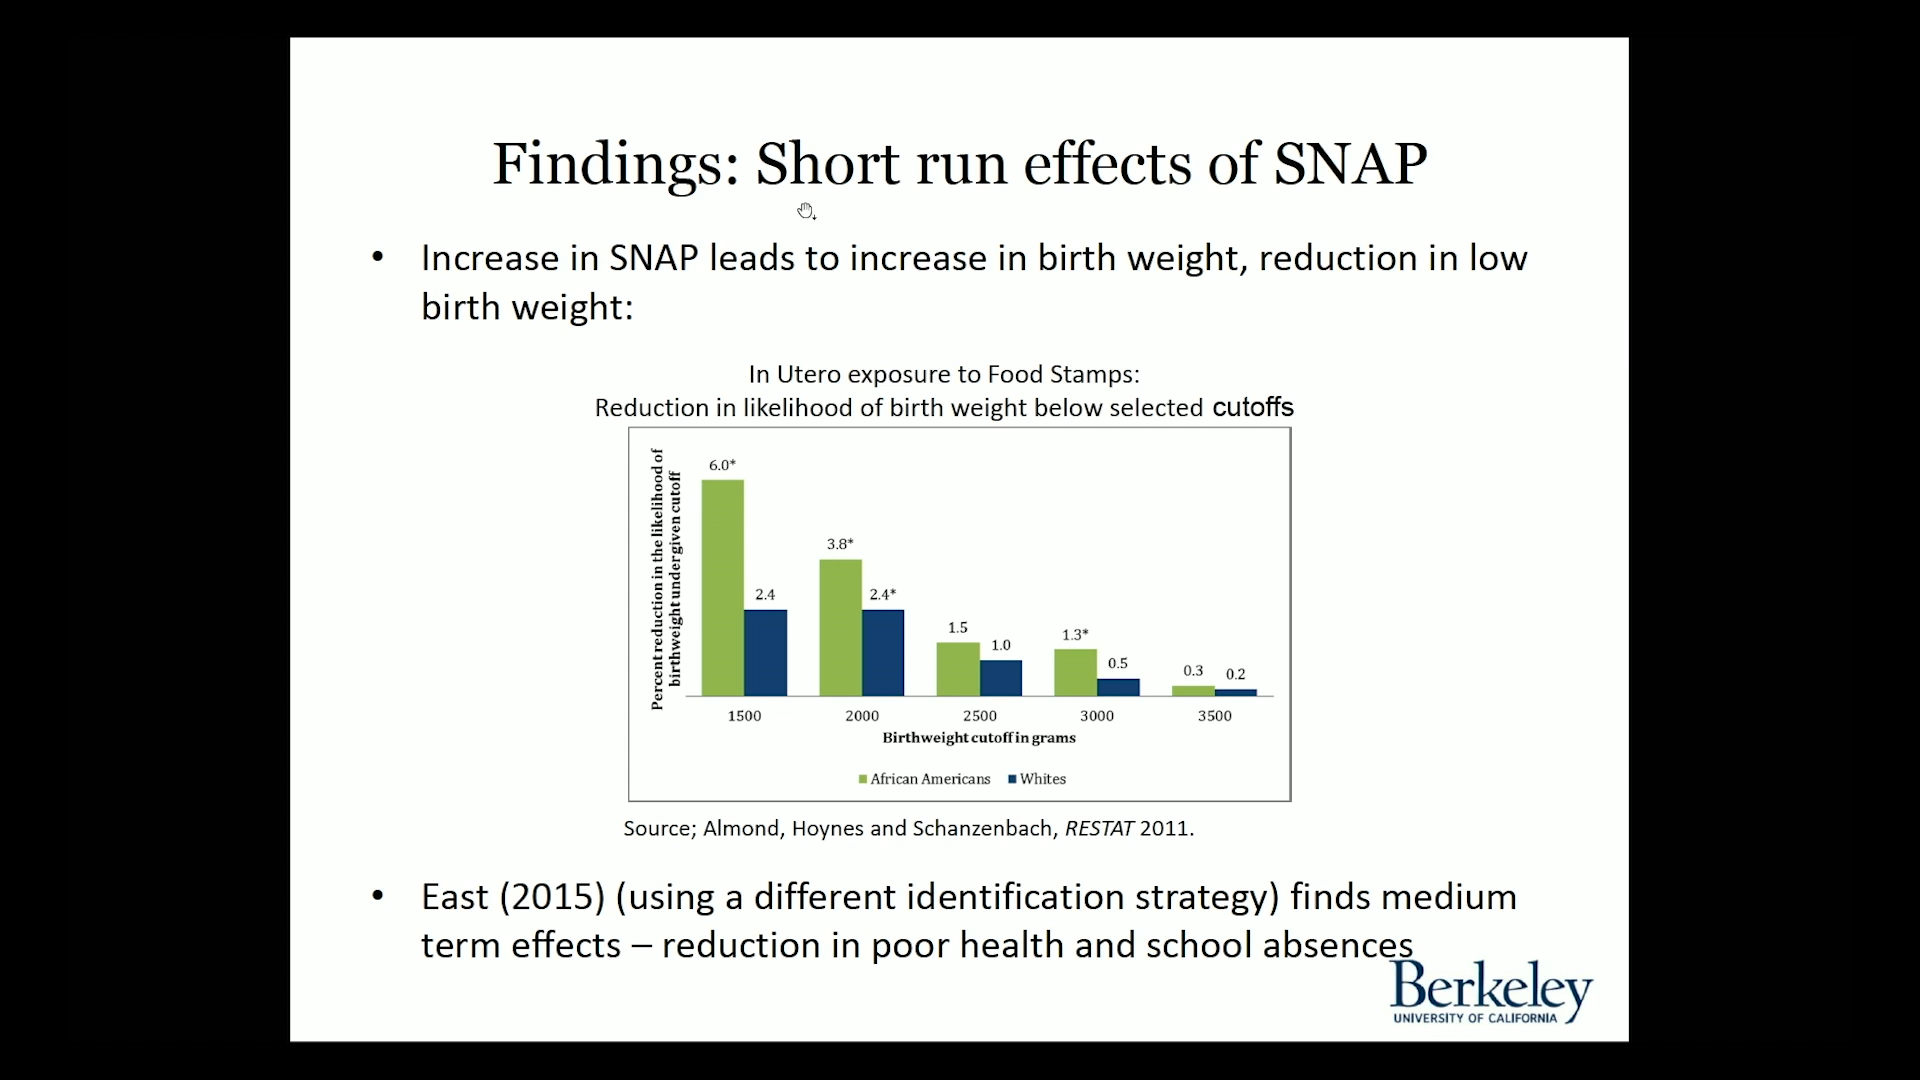 Findings: Short run effects of SNAP
• Increase in SNAP leads to increase in birth weight, reduction in low
birth weight:
In Utero exposure to Food Stamps:
Reduction in likelihood of birth weight below selected cutoffs
Percent reduction in the likelihood of
birthweight under given cutoff
6.0*
2.4
3.8*
2.4*
1.5
1.0
1.3*
0.5
0.3
0.2
1500 2000 2500 3000 3500
Birthweight cutoff in grams
African Americans Whites
Source; Almond, Hoynes and Schanzenbach, RESTAT 2011.
• East (2015) (using a different identification strategy) finds medium
term effects – reduction in poor health and school absences
Berkeley
UNIVERSITY OF CALIFORNIA